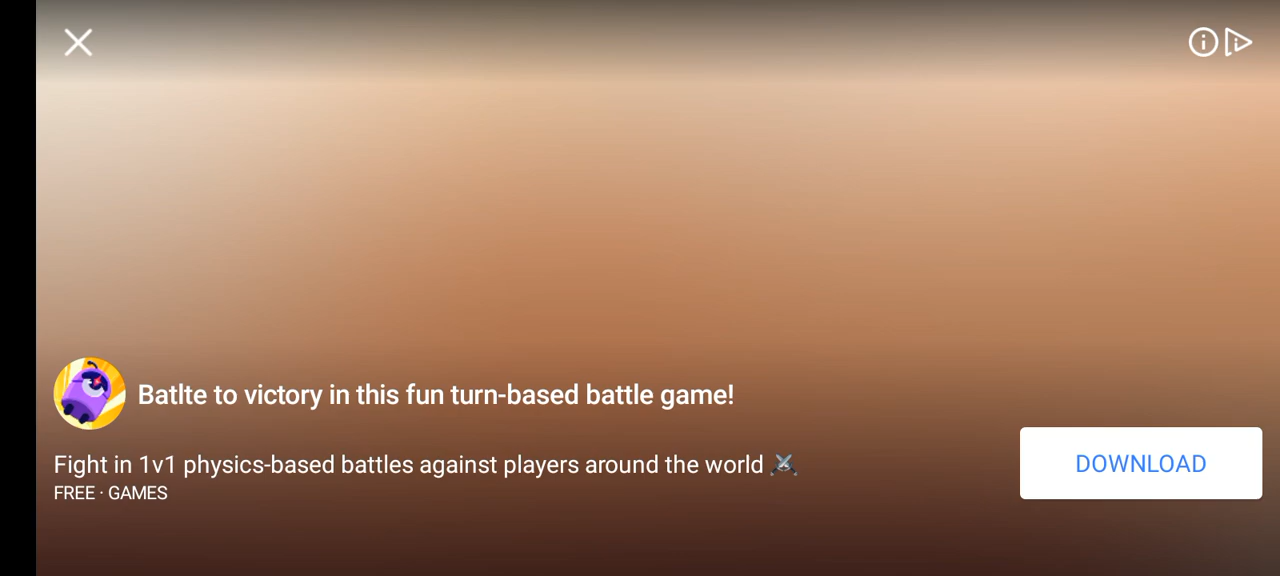 Batlte to victory in this fun turn-based battle game!
Fight in 1v1 physics-based battles against players around the world ⚔️
FREE · GAMES
DOWNLOAD